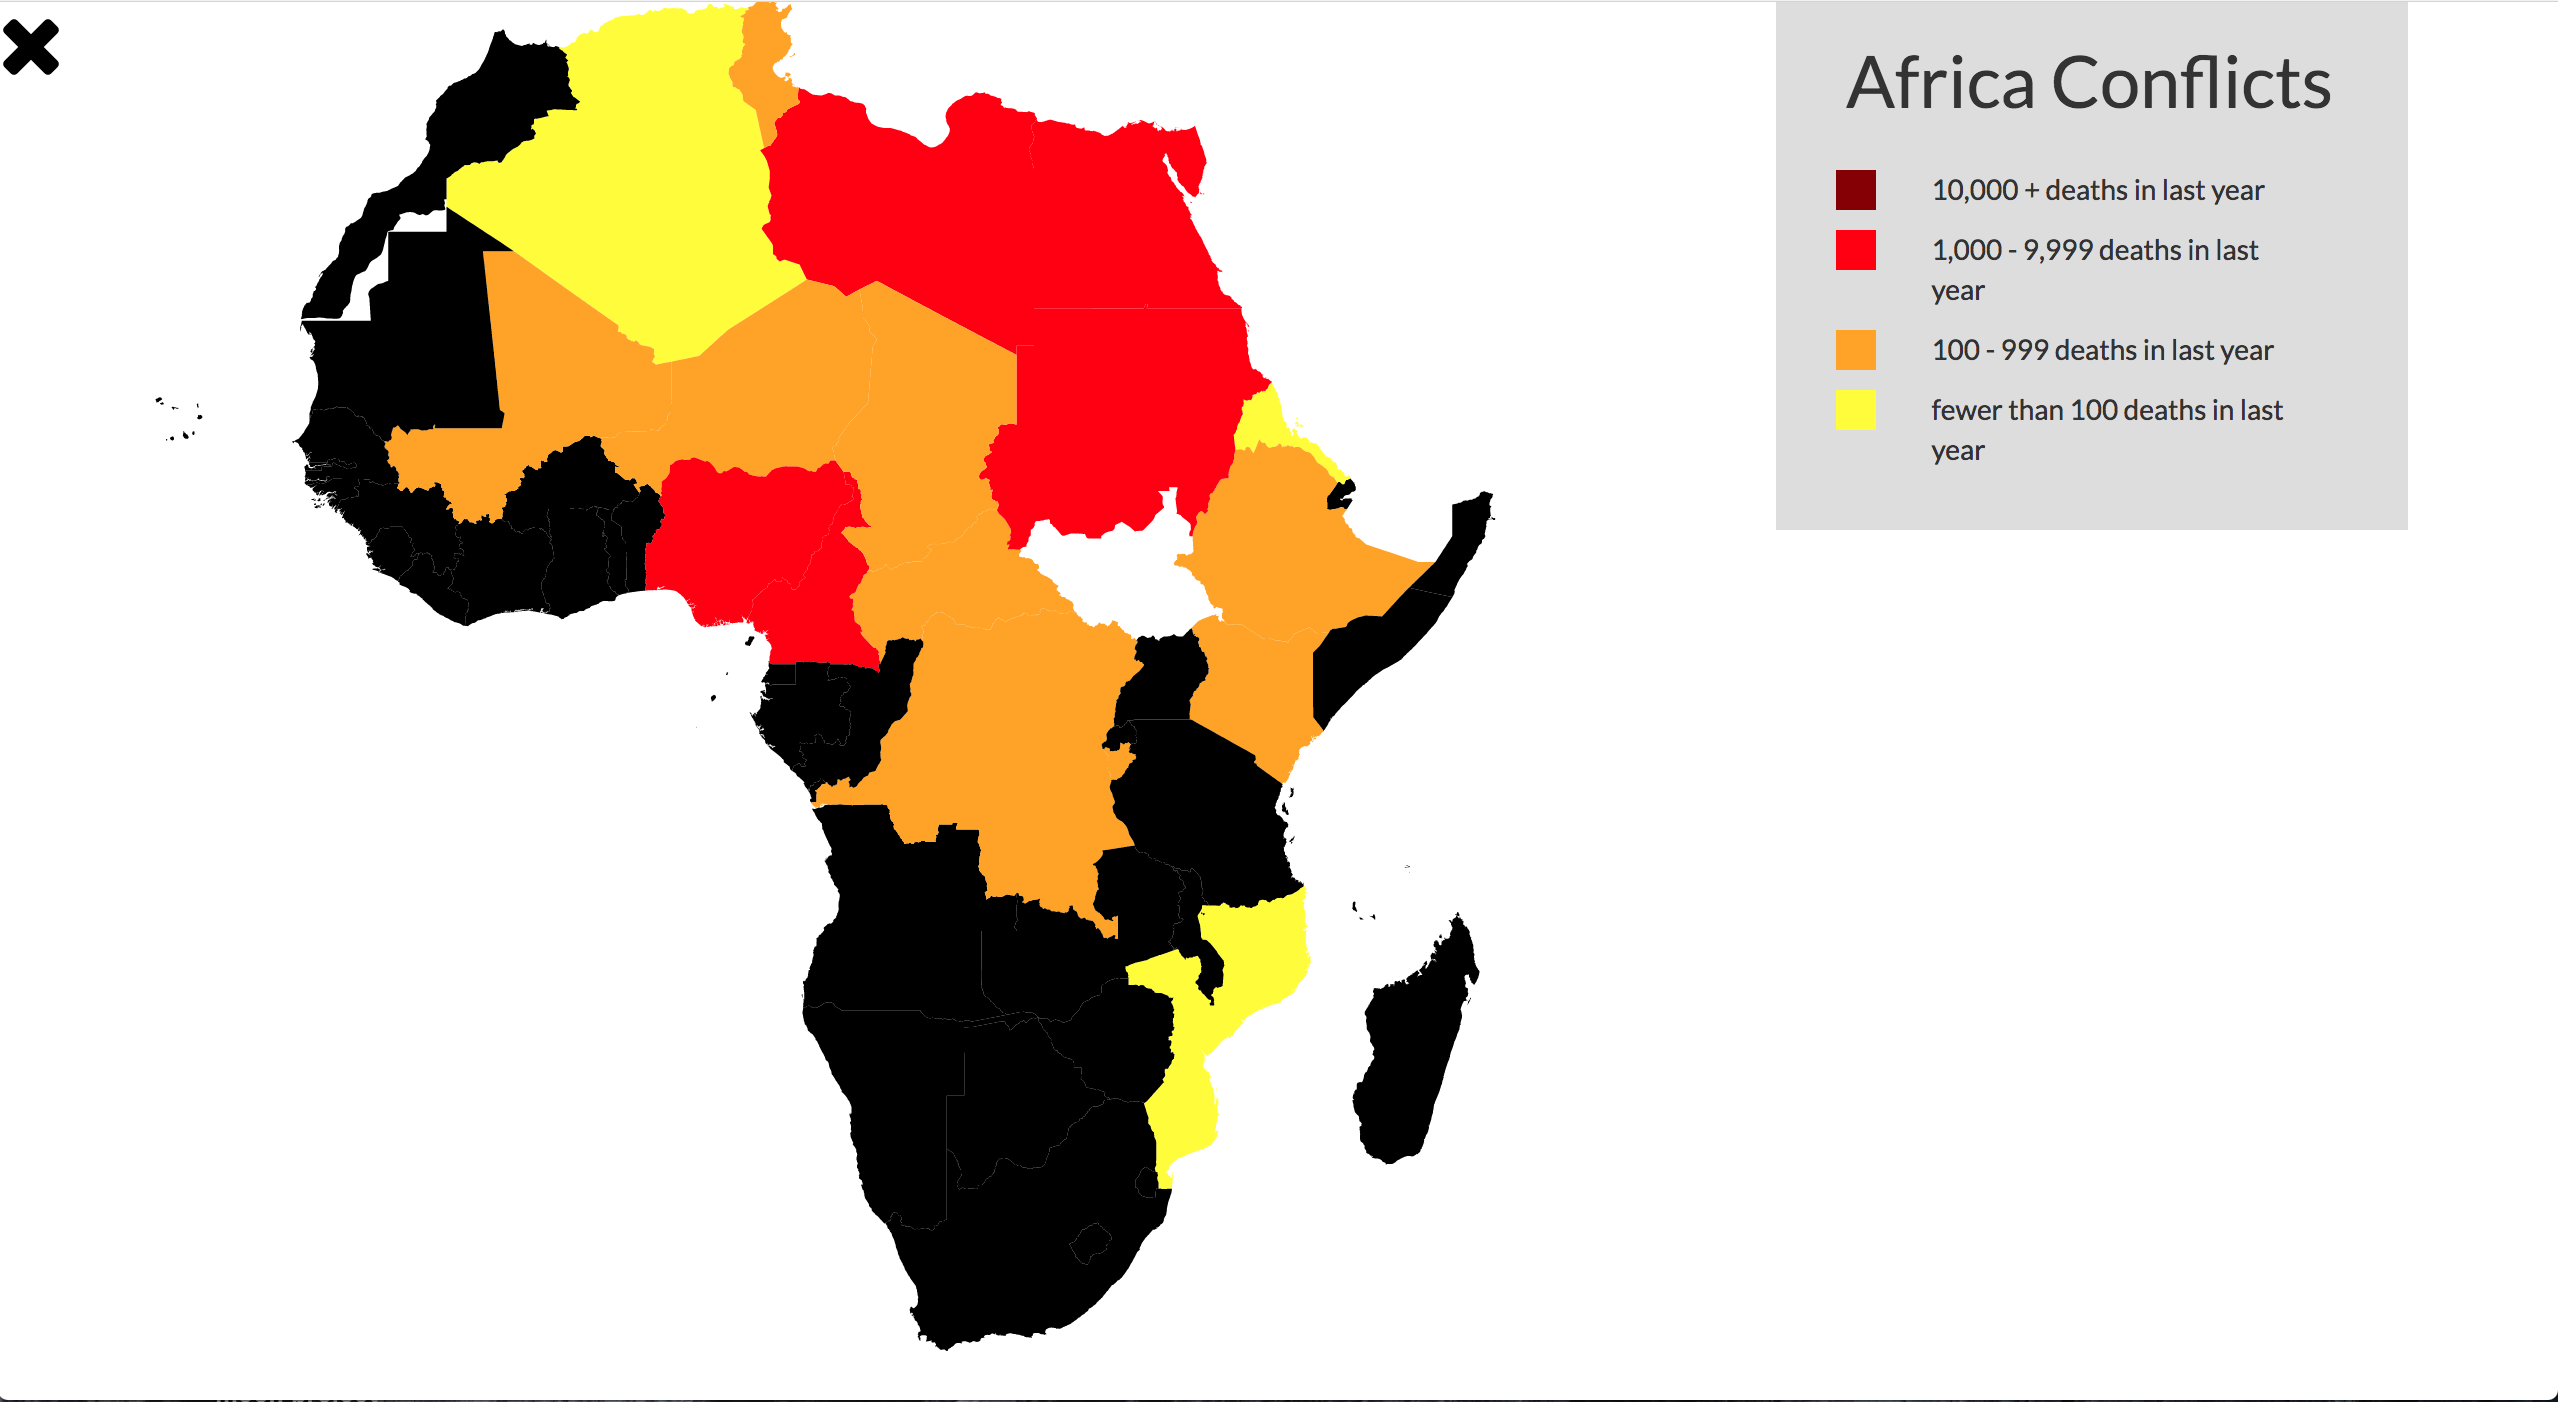 Africa Conflicts
10,000 + deaths in last year
1,000 - 9,999 deaths in last
year
100 - 999 deaths in last year
fewer than 100 deaths in last
year